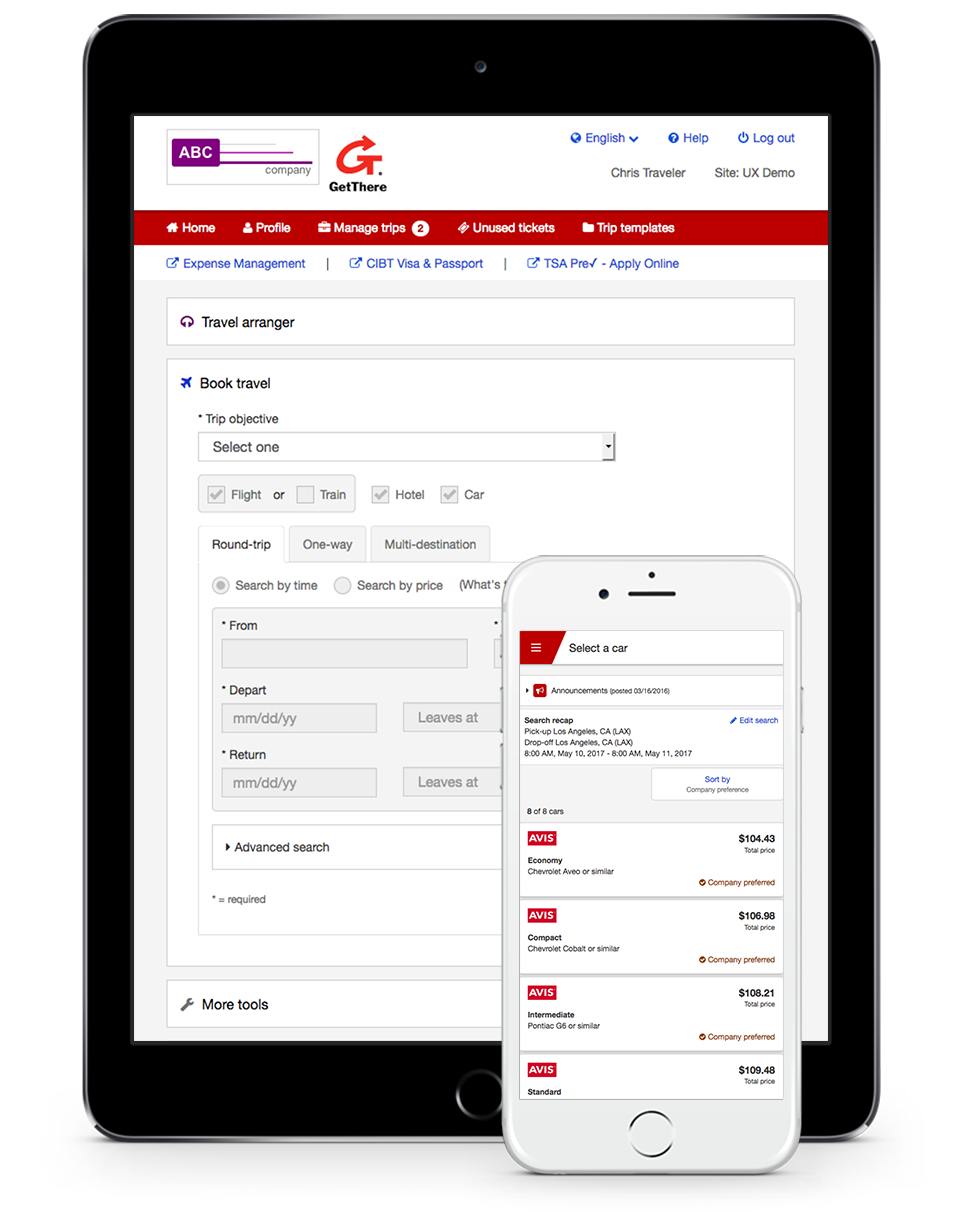 ABC
company
GetThere
English
Help
Log out
Chris Traveler
Site: UX Demo
Home
Profile
Manage trips 2
Unused tickets
Trip templates
Expense Management | CIBT Visa & Passport | TSA Pre✓ - Apply Online
Travel arranger
Book travel
* Trip objective
Select one
Flight or Train Hotel Car
Round-trip One-way Multi-destination
Search by time Search by price (What's
* From *
* Depart
mm/dd/yy Leaves at
* Return
mm/dd/yy Leaves at
Advanced search
* = required
More tools
Select a car
Announcements (posted 03/16/2016)
Search recap Edit search
Pick-up Los Angeles, CA (LAX)
Drop-off Los Angeles, CA (LAX)
8:00 AM, May 10, 2017 - 8:00 AM, May 11, 2017
Sort by
Company preference
8 of 8 cars
AVIS $104.43
Total price
Economy
Chevrolet Aveo or similar
Company preferred
AVIS $106.98
Total price
Compact
Chevrolet Cobalt or similar
Company preferred
AVIS $108.21
Total price
Intermediate
Pontiac G6 or similar
Company preferred
AVIS $109.48
Total price
Standard